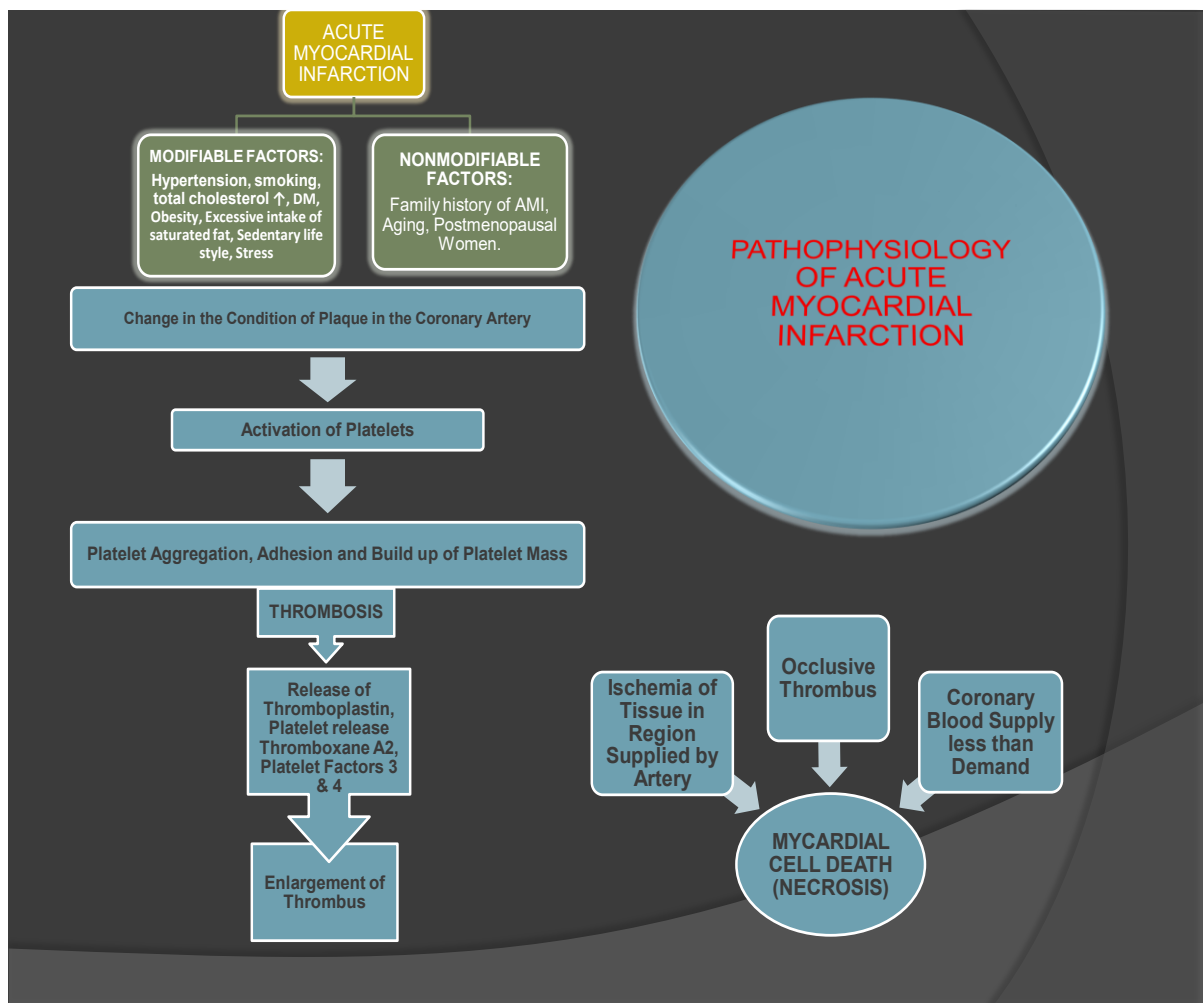 ACUTE
MYOCARDIAL
INFARCTION
MODIFIABLE FACTORS:
Hypertension, smoking,
total cholesterol ↑, DM,
Obesity, Excessive intake of
saturated fat, Sedentary life
style, Stress
NONMODIFIABLE
FACTORS:
Family history of AMI,
Aging, Postmenopausal
Women.
Change in the Condition of Plaque in the Coronary Artery
Activation of Platelets
Platelet Aggregation, Adhesion and Build up of Platelet Mass
THROMBOSIS
Release of
Thromboplastin,
Platelet release
Thromboxane A2,
Platelet Factors 3
& 4
Enlargement of
Thrombus
PATHOPHYSIOLOGY
OF ACUTE
MYOCARDIAL
INFARCTION
Ischemia of
Tissue in
Region
Supplied by
Artery
Occlusive
Thrombus
Coronary
Blood Supply
less than
Demand
MYCARDIAL
CELL DEATH
(NECROSIS)